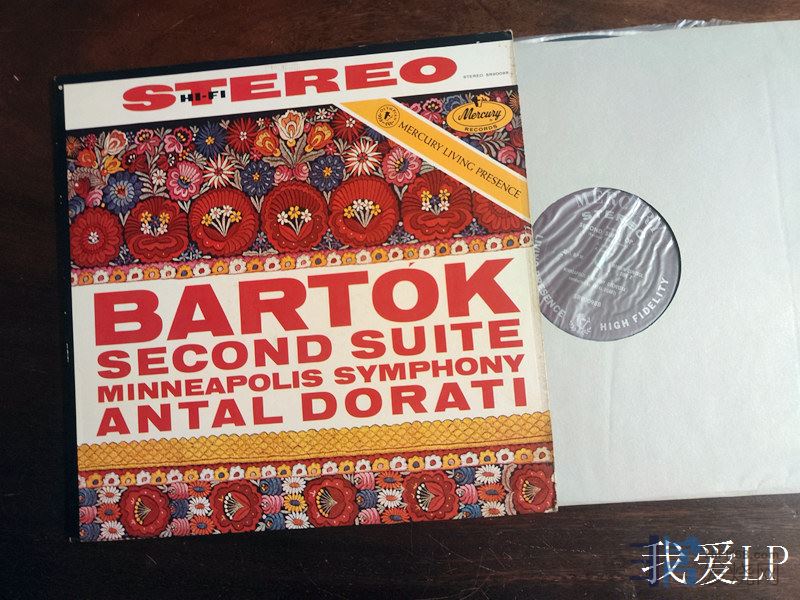 STEREO
HI-FI
STEREO SR90098
MERCURY LIVING PRESENCE
Mercury
RECORDS
BARTÓK
SECOND SUITE
MINNEAPOLIS SYMPHONY
ANTAL DORATI
MERCURY
STEREO
HIGH FIDELITY
我爱LP